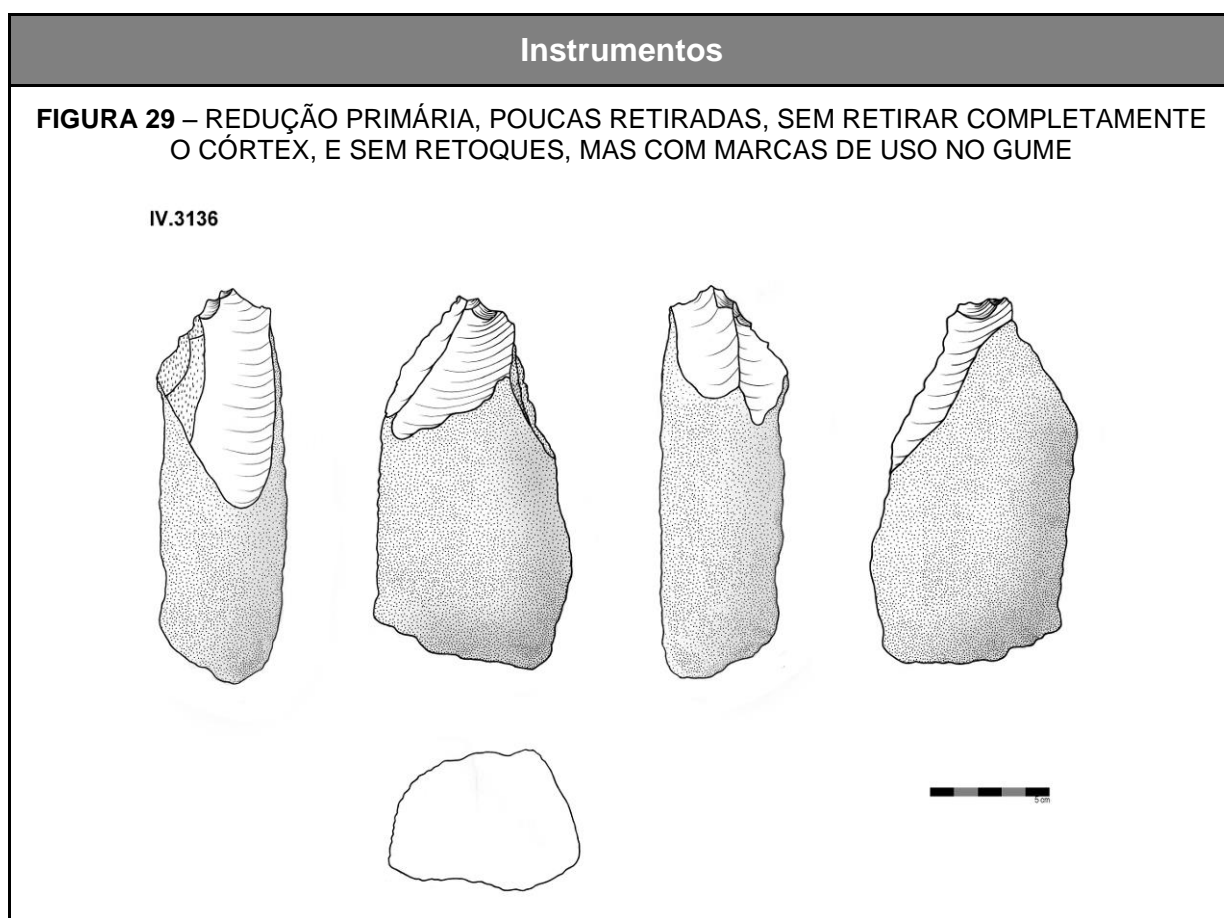 Instrumentos
FIGURA 29 – REDUÇÃO PRIMÁRIA, POUCAS RETIRADAS, SEM RETIRAR COMPLETAMENTE
O CÓRTEX, E SEM RETOQUES, MAS COM MARCAS DE USO NO GUME
IV.3136
5 cm